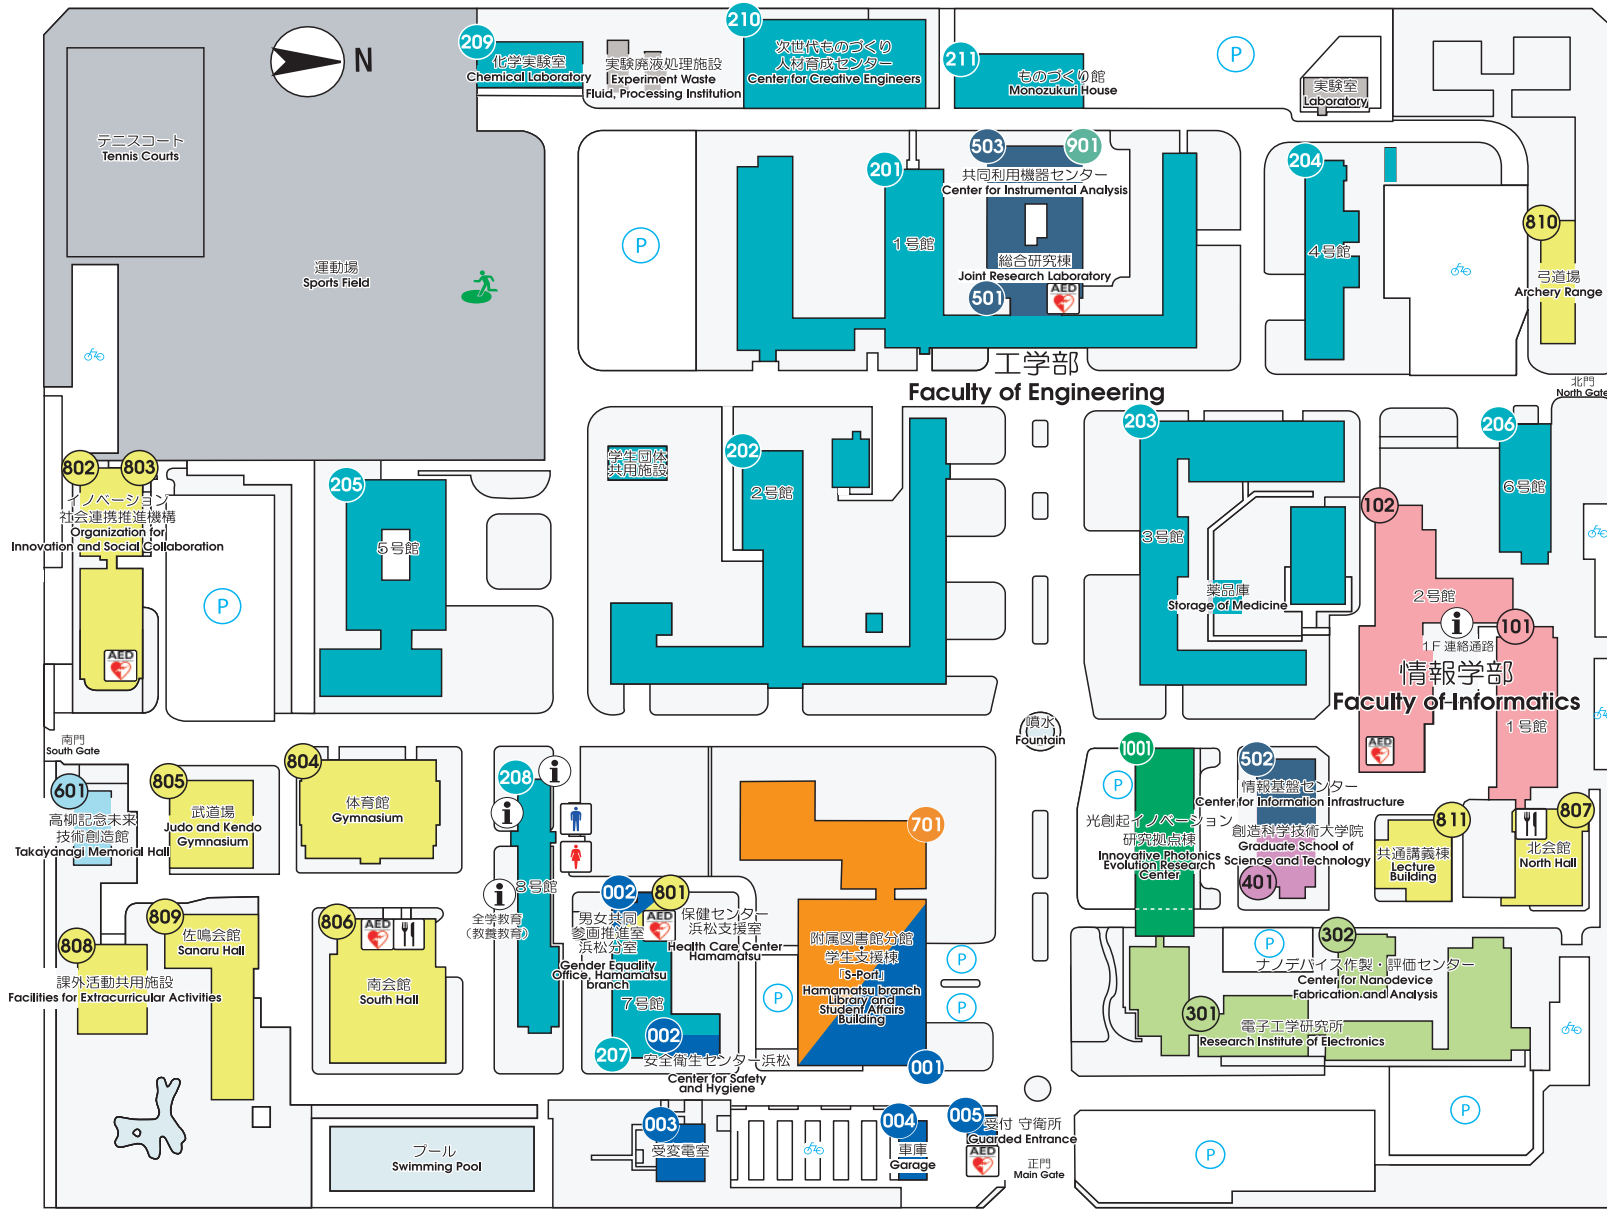 N
209
化学実験室
Chemical Laboratory
実験廃液処理施設
Experiment Waste
Fluid, Processing Institution
210
次世代ものづくり
人材育成センター
Center for Creative Engineers
211
ものづくり館
Monozukuri House
P
実験室
Laboratory
テニスコート
Tennis Courts
運動場
Sports Field
P
201
1号館
503
901
共同利用機器センター
Center for Instrumental Analysis
総合研究棟
Joint Research Laboratory
501
AED
204
4号館
810
弓道場
Archery Range
工学部
Faculty of Engineering
北門
North Gate
802
803
イノベーション
社会連携推進機構
Organization for
Innovation and Social Collaboration
AED
P
205
5号館
学生団体
共用施設
202
2号館
203
3号館
薬品庫
Storage of Medicine
206
6号館
102
2号館
i
101
1F 連絡通路
情報学部
Faculty of Informatics
1号館
AED
噴水
Fountain
南門
South Gate
601
高柳記念未来
技術創造館
Takayanagi Memorial Hall
805
武道場
Judo and Kendo
Gymnasium
804
体育館
Gymnasium
208
i
i
8号館
i
全学教育
(教養教育)
002
801
AED
男女共同
参画推進室
浜松分室
Gender Equality
Office, Hamamatsu
branch
保健センター
浜松支援室
Health Care Center
Hamamatsu
7号館
002
207
安全衛生センター浜松
Center for Safety
and Hygiene
701
附属図書館分館
・
学生支援棟
「S-Port」
Hamamatsu branch
Library and
Student Affairs
Building
001
P
P
P
1001
P
光創起イノベーション
研究拠点棟
Innovative Photonics
Evolution Research
Center
502
情報基盤センター
Center for Information Infrastructure
創造科学技術大学院
Graduate School of
Science and Technology
401
811
共通講義棟
Lecture
Building
807
北会館
North Hall
P
302
ナノデバイス作製・評価センター
Center for Nanodevice
Fabrication and Analysis
301
電子工学研究所
Research Institute of Electronics
809
佐鳴会館
Sanaru Hall
808
課外活動共用施設
Facilities for Extracurricular Activities
806
AED
南会館
South Hall
プール
Swimming Pool
003
受変電室
004
車庫
Garage
005
受付 守衛所
Guarded Entrance
AED
正門
Main Gate
P
P